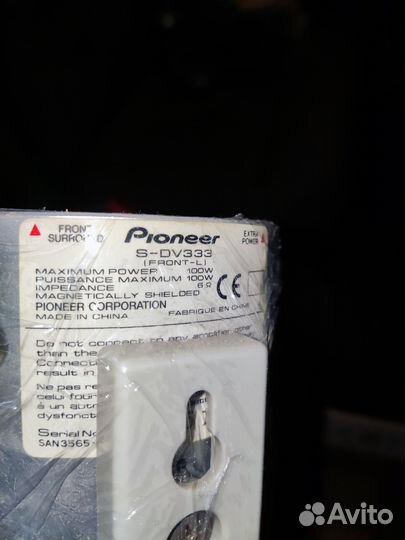 FRONT
SURROUND
Pioneer
EXTRA
POWER
S-DV333
(FRONT-L)
MAXIMUM POWER 100W
PUISSANCE MAXIMUM 100W
IMPEDANCE 6Ω
MAGNETICALLY SHIELDED
CE
PIONEER CORPORATION
MADE IN CHINA FABRIQUE EN CHINE
Do not connect to any amplifier other
than the
Connecti
result in
Ne pas re
celui four
à un autr
dysfonct
Serial No
SAN3565
Avito